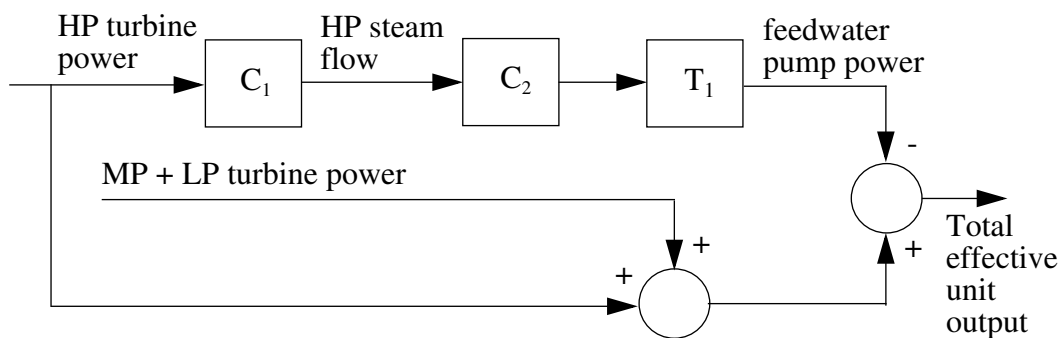 HP turbine
power
C1
HP steam
flow
C2
T1
feedwater
pump power
-
MP + LP turbine power
+
+
+
Total
effective
unit
output